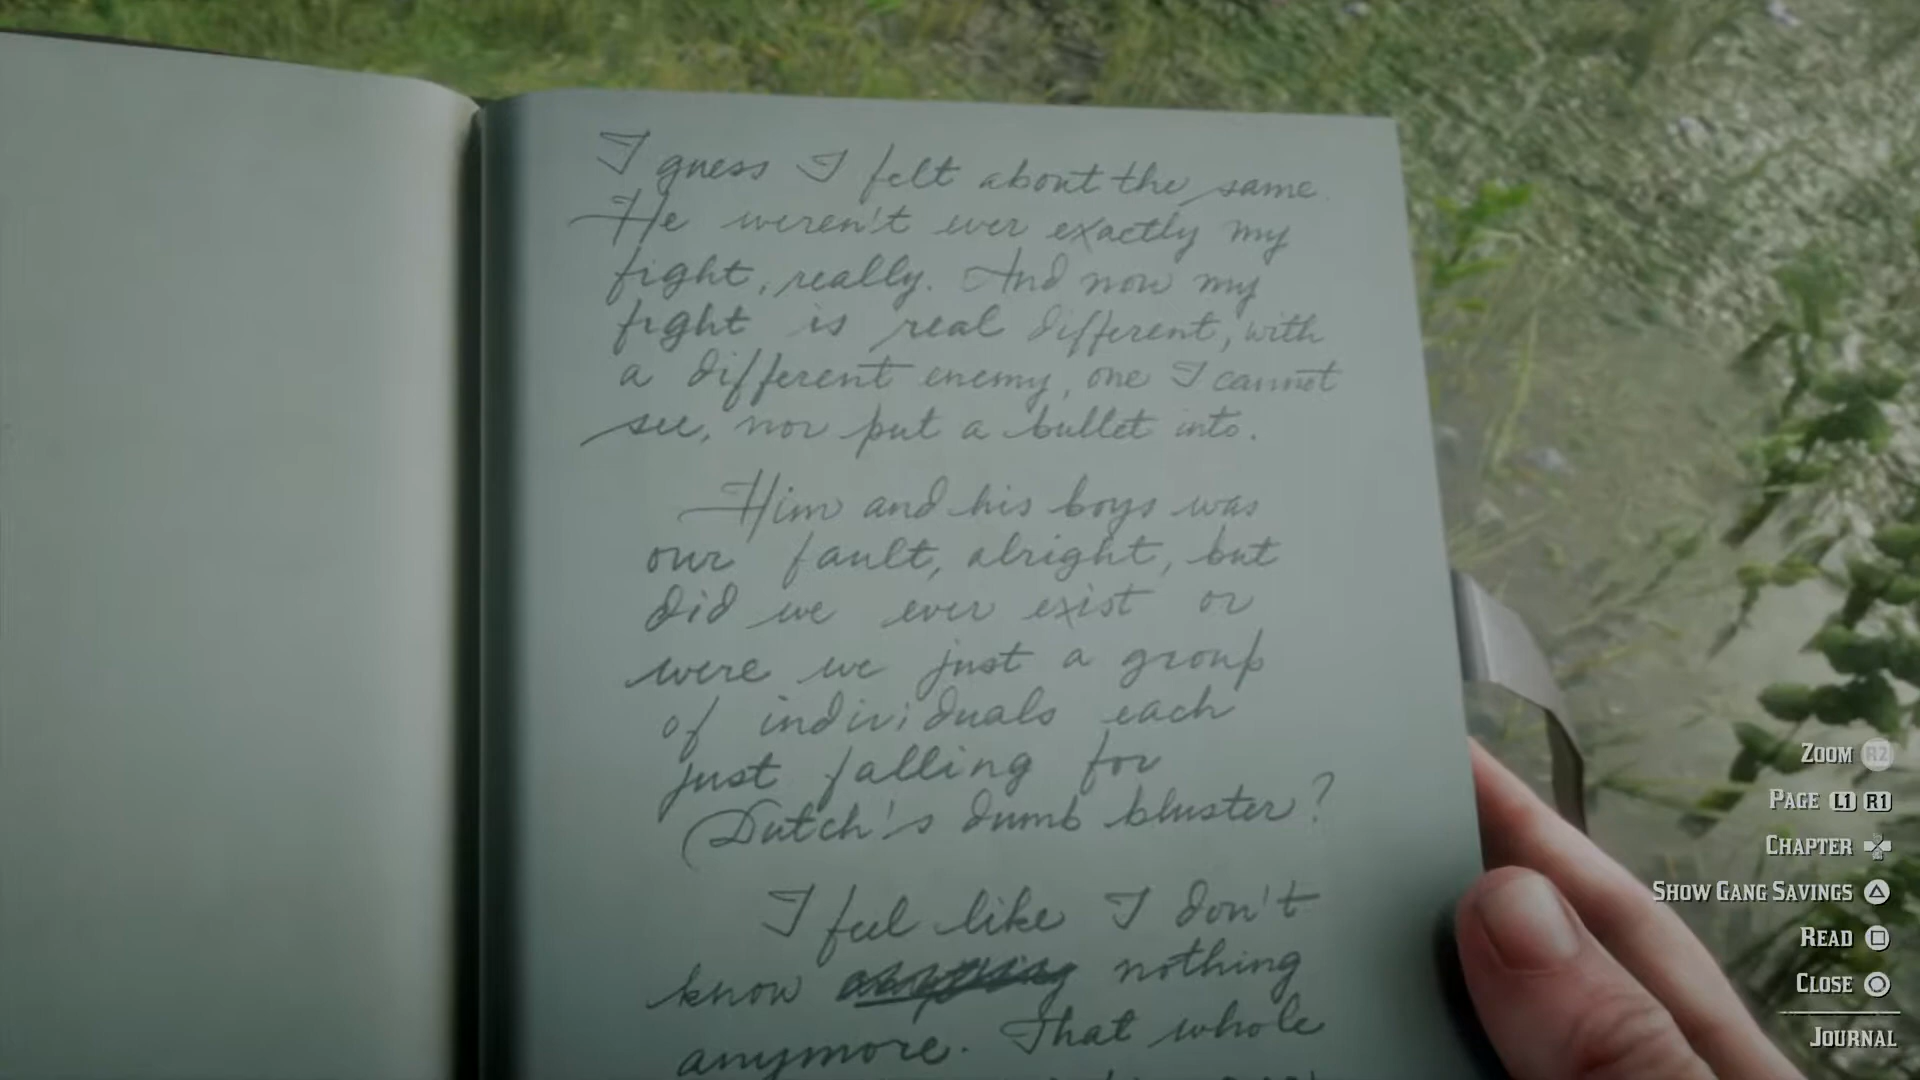 I guess I felt about the same.
He weren't ever exactly my
fight, really. And now my
fight is real different, with
a different enemy, one I cannot
see, nor put a bullet into.
Him and his boys was
our fault, alright, but
did we ever exist or
were we just a group
of individuals each
just falling for
Dutch's dumb bluster?
I feel like I don't
know nothing
anymore. That whole
ZOOM R2
PAGE L1 R1
CHAPTER
SHOW GANG SAVINGS
READ
CLOSE
JOURNAL